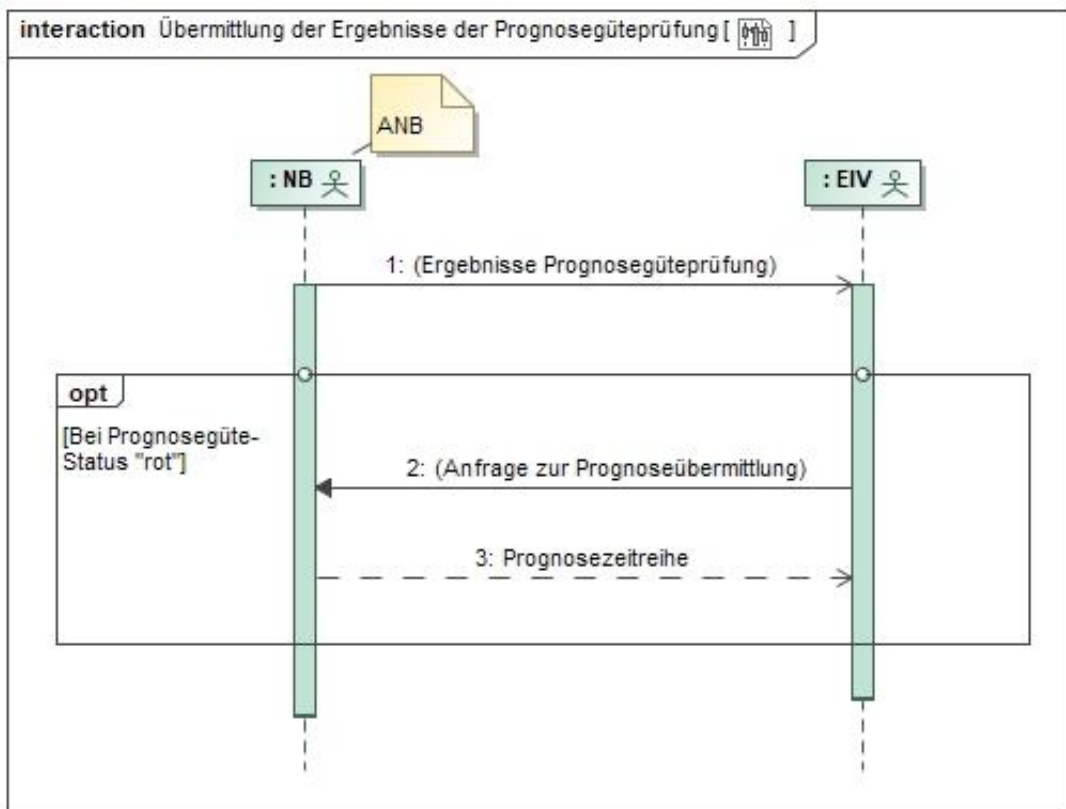 interaction Übermittlung der Ergebnisse der Prognosegüteprüfung [ ]
ANB
: NB
: EIV
1: (Ergebnisse Prognosegüteprüfung)
opt
[Bei Prognosegüte-
Status "rot"]
2: (Anfrage zur Prognoseübermittlung)
3: Prognosezeitreihe